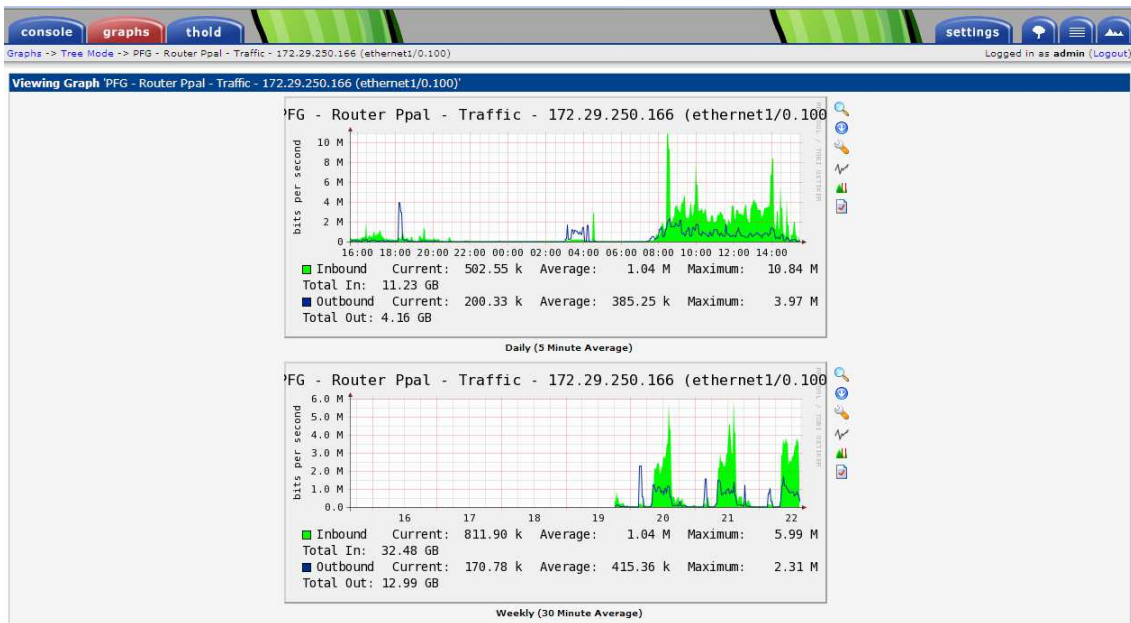 console graphs thold settings
Graphs -> Tree Mode -> PFG - Router Ppal - Traffic - 172.29.250.166 (ethernet1/0.100) Logged in as admin (Logout)
Viewing Graph 'PFG - Router Ppal - Traffic - 172.29.250.166 (ethernet1/0.100)'
PFG - Router Ppal - Traffic - 172.29.250.166 (ethernet1/0.100
bits per second
10 M
8 M
6 M
4 M
2 M
0
16:00 18:00 20:00 22:00 00:00 02:00 04:00 06:00 08:00 10:00 12:00 14:00
Inbound Current: 502.55 k Average: 1.04 M Maximum: 10.84 M
Total In: 11.23 GB
Outbound Current: 200.33 k Average: 385.25 k Maximum: 3.97 M
Total Out: 4.16 GB
Daily (5 Minute Average)
PFG - Router Ppal - Traffic - 172.29.250.166 (ethernet1/0.100
bits per second
6.0 M
5.0 M
4.0 M
3.0 M
2.0 M
1.0 M
0.0
16 17 18 19 20 21 22
Inbound Current: 811.90 k Average: 1.04 M Maximum: 5.99 M
Total In: 32.48 GB
Outbound Current: 170.78 k Average: 415.36 k Maximum: 2.31 M
Total Out: 12.99 GB
Weekly (30 Minute Average)